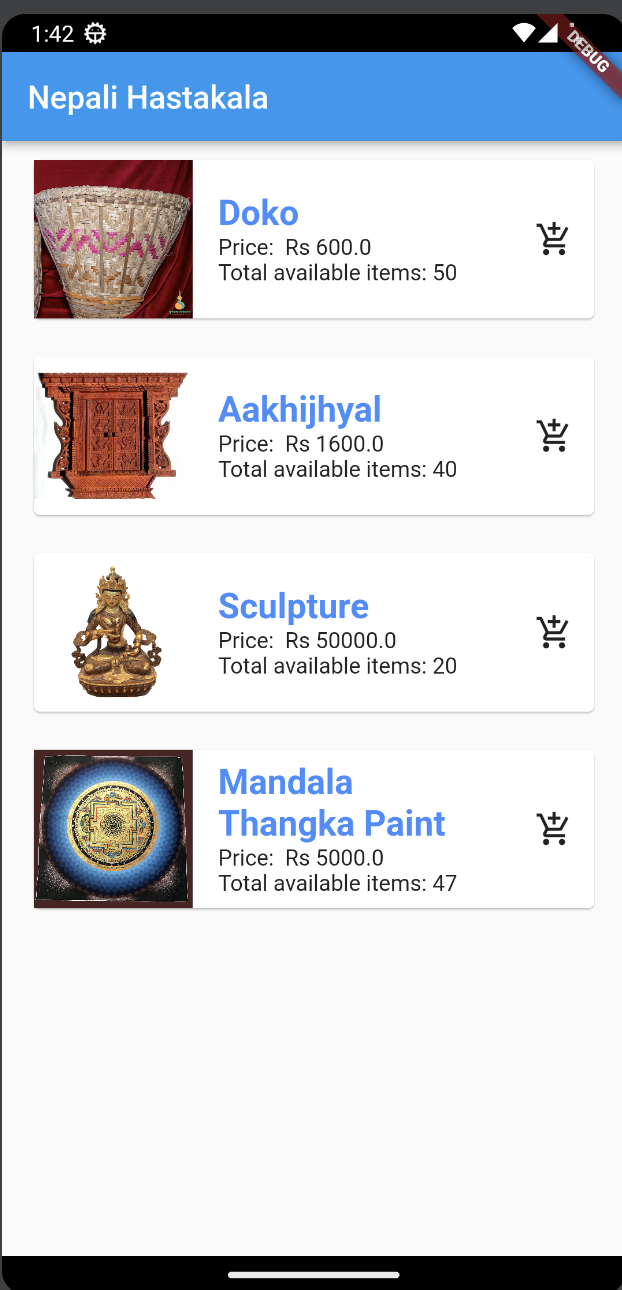 1:42
DEBUG
Nepali Hastakala
Doko
Price:  Rs 600.0
Total available items: 50
Aakhijhyal
Price:  Rs 1600.0
Total available items: 40
Sculpture
Price:  Rs 50000.0
Total available items: 20
Mandala
Thangka Paint
Price:  Rs 5000.0
Total available items: 47